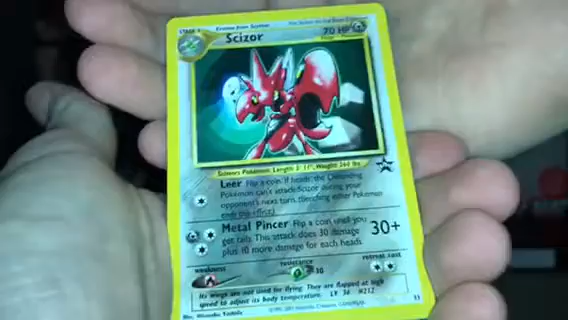 STAGE 1 Evolves from Scyther
Scizor 70 HP
Scissors Pokémon. Length: 5' 11", Weight: 260 lbs.
Leer Flip a coin. If heads, the Defending
Pokémon can't attack Scizor during your
opponent's next turn. (Benching either Pokémon
ends this effect.)
Metal Pincer Flip a coin until you
get tails. This attack does 30 damage
plus 10 more damage for each heads.
30+
weakness resistance retreat cost
-30
Its wings are not used for flying. They are flapped at high
speed to adjust its body temperature. LV. 36 #212
33